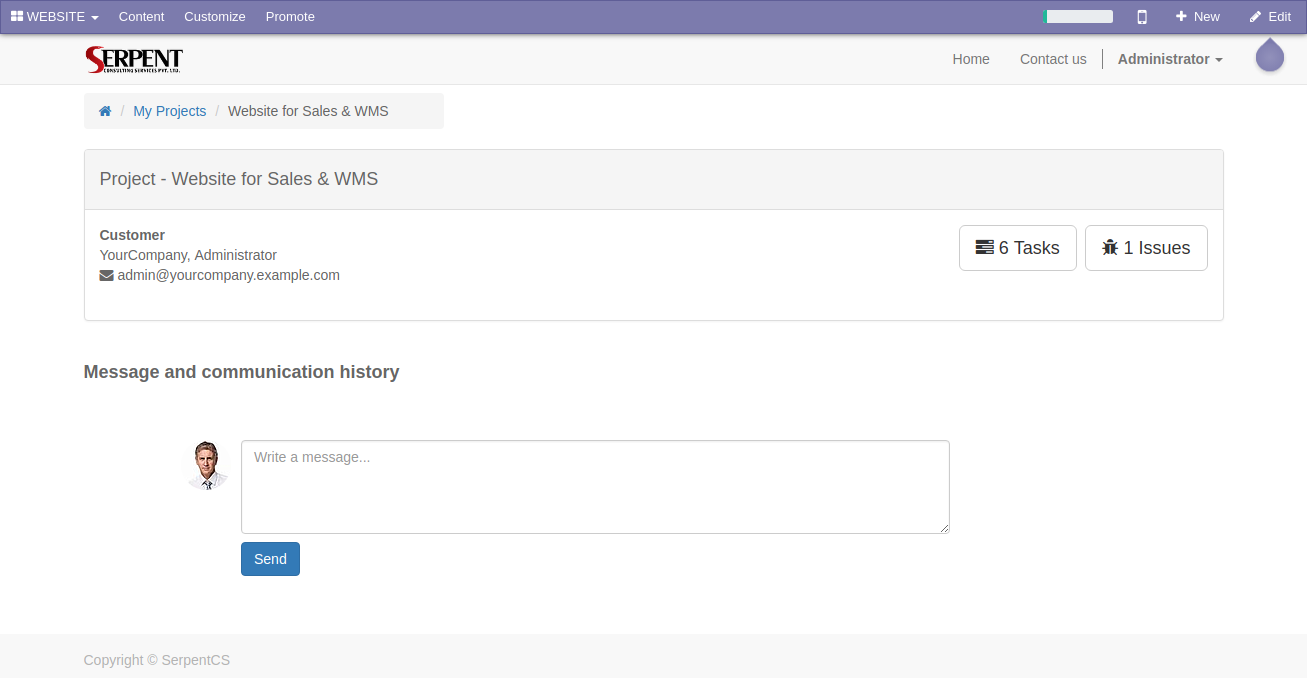 WEBSITE Content Customize Promote New Edit
SERPENT
CONSULTING SERVICES PVT. LTD.
Home Contact us Administrator
/ My Projects / Website for Sales & WMS
Project - Website for Sales & WMS
Customer
YourCompany, Administrator
admin@yourcompany.example.com
6 Tasks 1 Issues
Message and communication history
Write a message...
Send
Copyright © SerpentCS